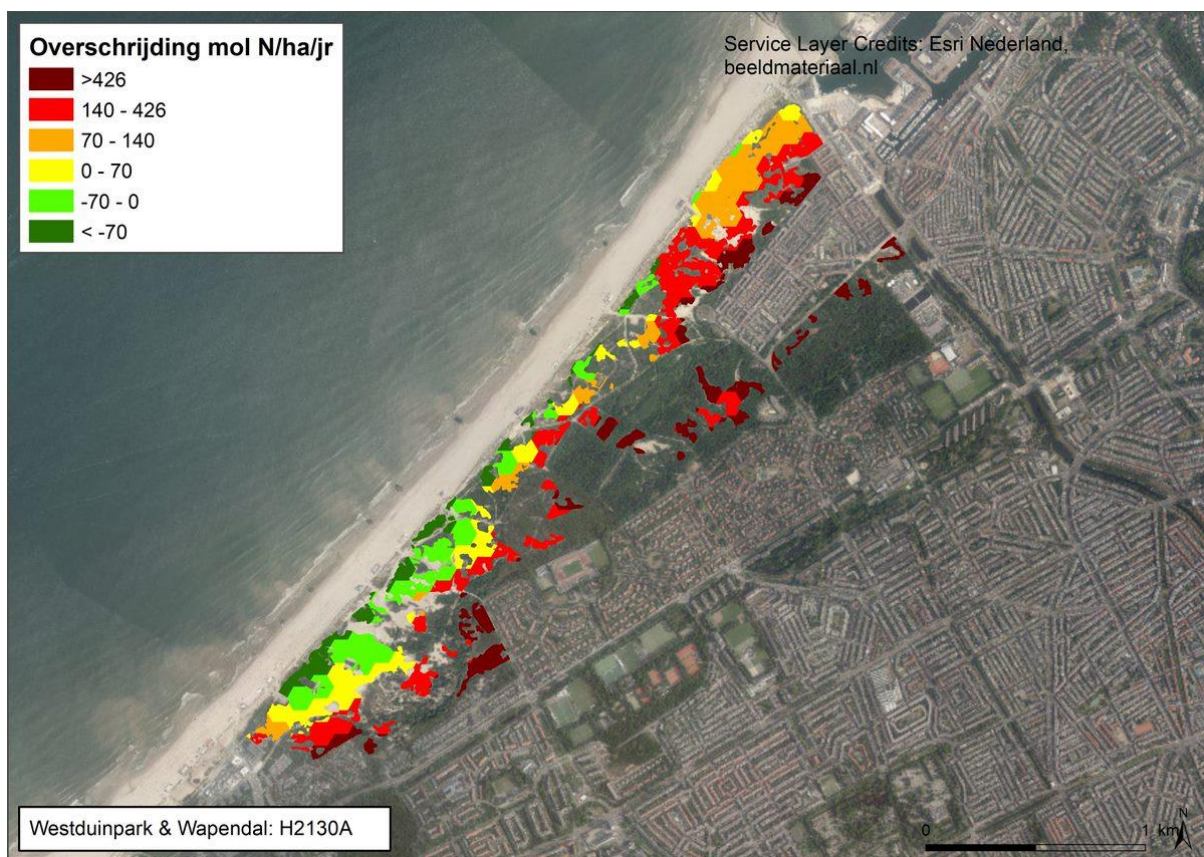 Overschrijding mol N/ha/jr
>426
140 - 426
70 - 140
0 - 70
-70 - 0
< -70
Service Layer Credits: Esri Nederland,
beeldmateriaal.nl
Westduinpark & Wapendal: H2130A
0
1 km
N